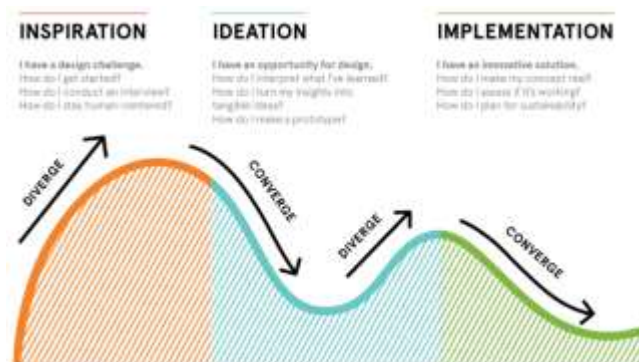 INSPIRATION
I have a design challenge.
How do I get started?
How do I conduct an interview?
How do I stay human-centered?
IDEATION
I have an opportunity for design.
How do I interpret what I've learned?
How do I turn my insights into
tangible ideas?
How do I make a prototype?
IMPLEMENTATION
I have an innovative solution.
How do I make my concept real?
How do I assess if it's working?
How do I plan for sustainability?
DIVERGE
CONVERGE
DIVERGE
CONVERGE